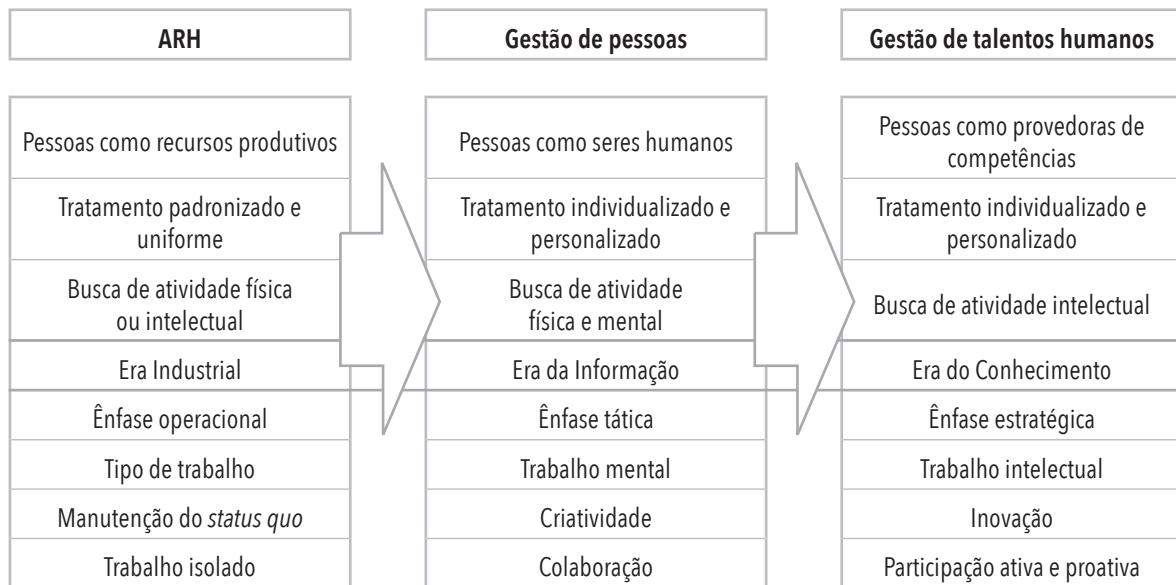 ARH
Gestão de pessoas
Gestão de talentos humanos
Pessoas como recursos produtivos
Pessoas como seres humanos
Pessoas como provedoras de
competências
Tratamento padronizado e
uniforme
Tratamento individualizado e
personalizado
Tratamento individualizado e
personalizado
Busca de atividade física
ou intelectual
Busca de atividade
física e mental
Busca de atividade intelectual
Era Industrial
Era da Informação
Era do Conhecimento
Ênfase operacional
Ênfase tática
Ênfase estratégica
Tipo de trabalho
Trabalho mental
Trabalho intelectual
Manutenção do status quo
Criatividade
Inovação
Trabalho isolado
Colaboração
Participação ativa e proativa